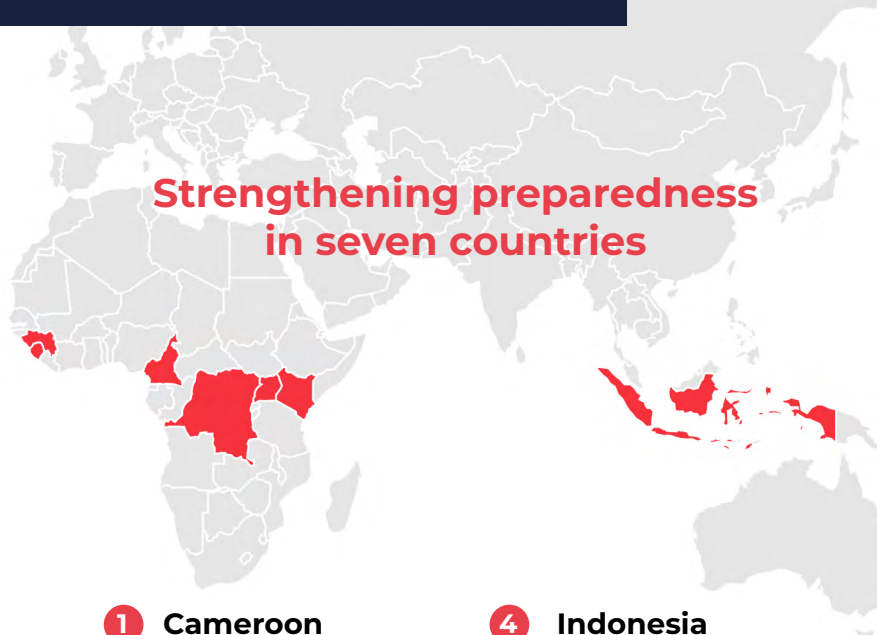 Strengthening preparedness
in seven countries
1 Cameroon
4 Indonesia